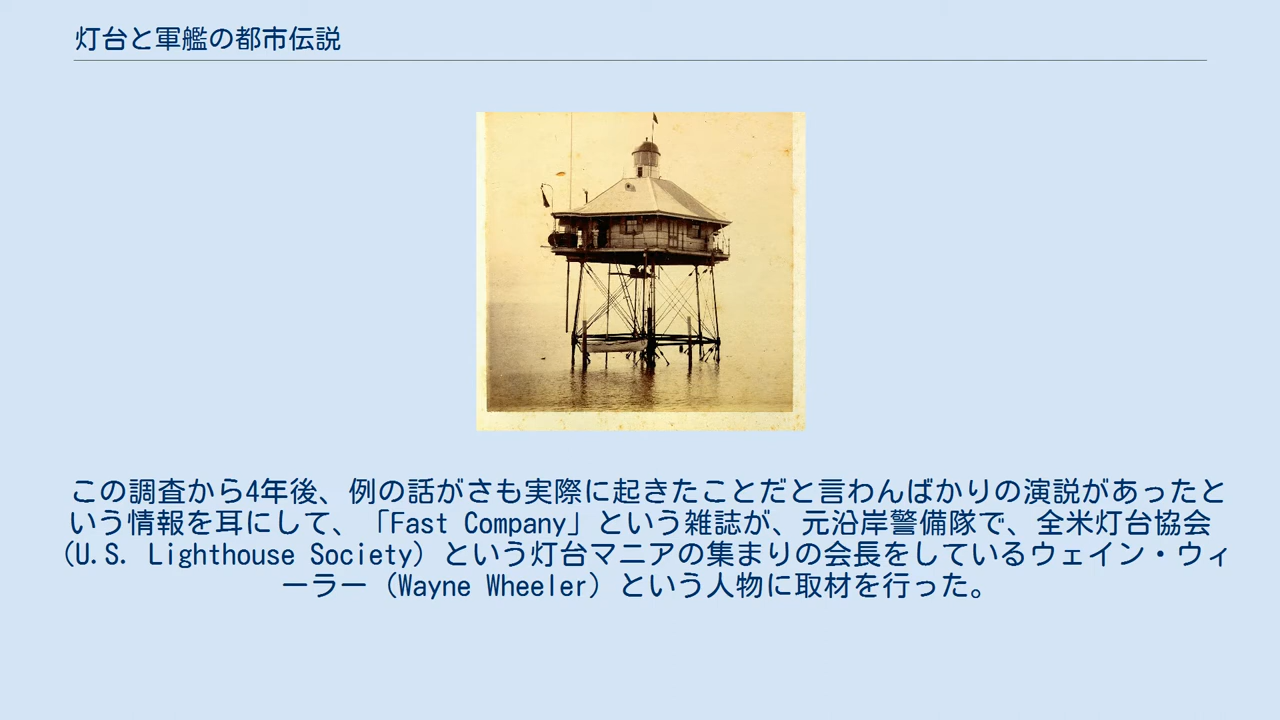 灯台と軍艦の都市伝説
この調査から4年後、例の話がさも実際に起きたことだと言わんばかりの演説があったと
いう情報を耳にして、「Fast Company」という雑誌が、元沿岸警備隊で、全米灯台協会
(U.S. Lighthouse Society) という灯台マニアの集まりの会長をしているウェイン・ウィ
ーラー (Wayne Wheeler) という人物に取材を行った。